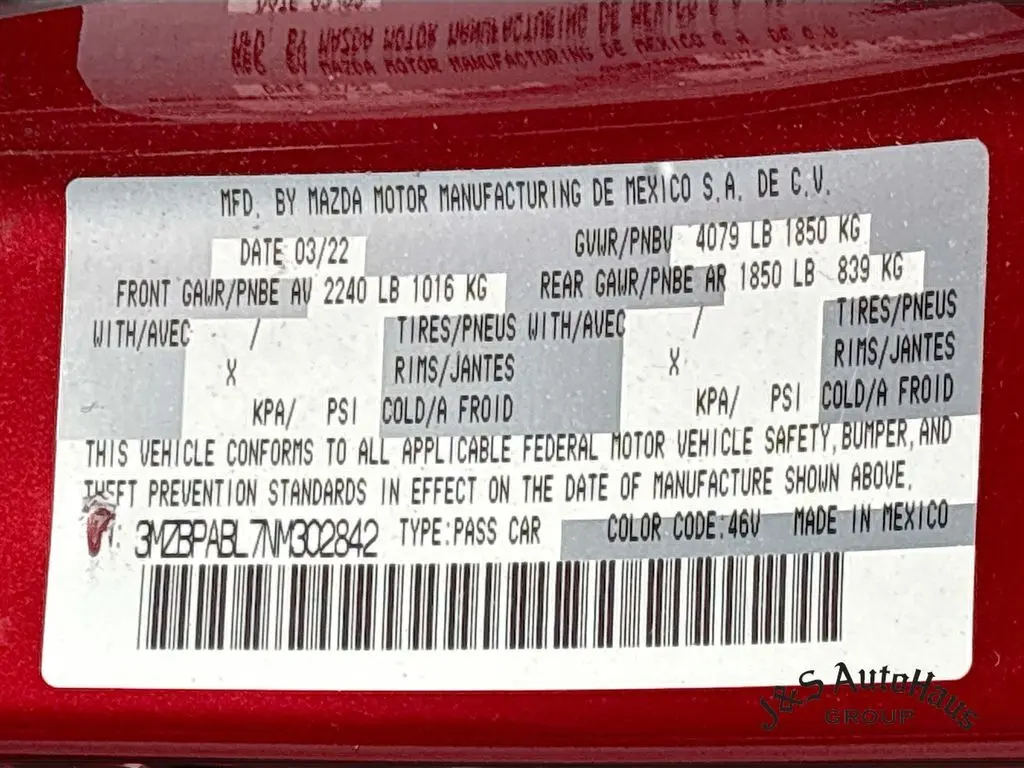 MFD. BY MAZDA MOTOR MANUFACTURING DE MEXICO S.A. DE C.V.
DATE 03/22 GVWR/PNBV 4079 LB 1850 KG
FRONT GAWR/PNBE AV 2240 LB 1016 KG REAR GAWR/PNBE AR 1850 LB 839 KG
WITH/AVEC / TIRES/PNEUS WITH/AVEC / TIRES/PNEUS
X RIMS/JANTES X RIMS/JANTES
KPA/ PSI COLD/A FROID KPA/ PSI COLD/A FROID
THIS VEHICLE CONFORMS TO ALL APPLICABLE FEDERAL MOTOR VEHICLE SAFETY, BUMPER, AND
THEFT PREVENTION STANDARDS IN EFFECT ON THE DATE OF MANUFACTURE SHOWN ABOVE.
3MZBPABL7NM302842 TYPE:PASS CAR COLOR CODE:46V MADE IN MEXICO
J&S AutoHaus
GROUP